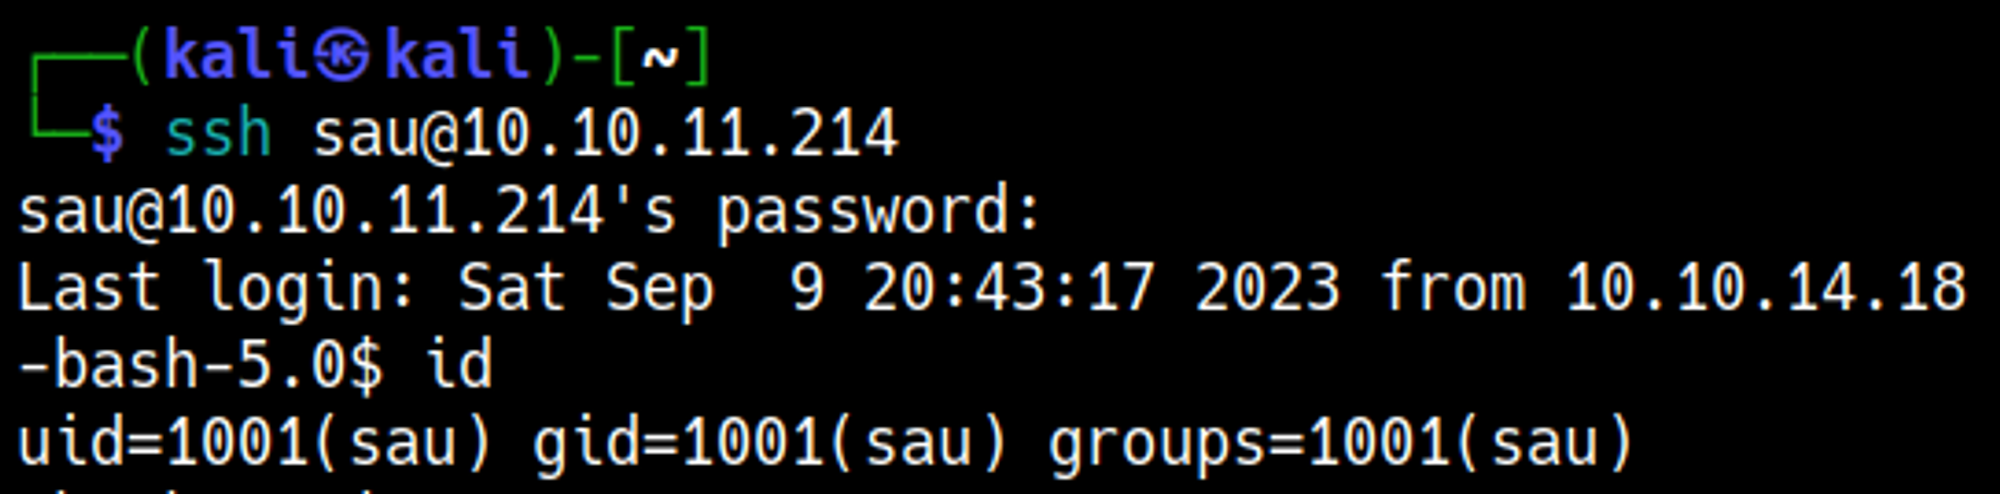 ┌──(kali㉿kali)-[~]
└─$ ssh sau@10.10.11.214
sau@10.10.11.214's password:
Last login: Sat Sep  9 20:43:17 2023 from 10.10.14.18
-bash-5.0$ id
uid=1001(sau) gid=1001(sau) groups=1001(sau)